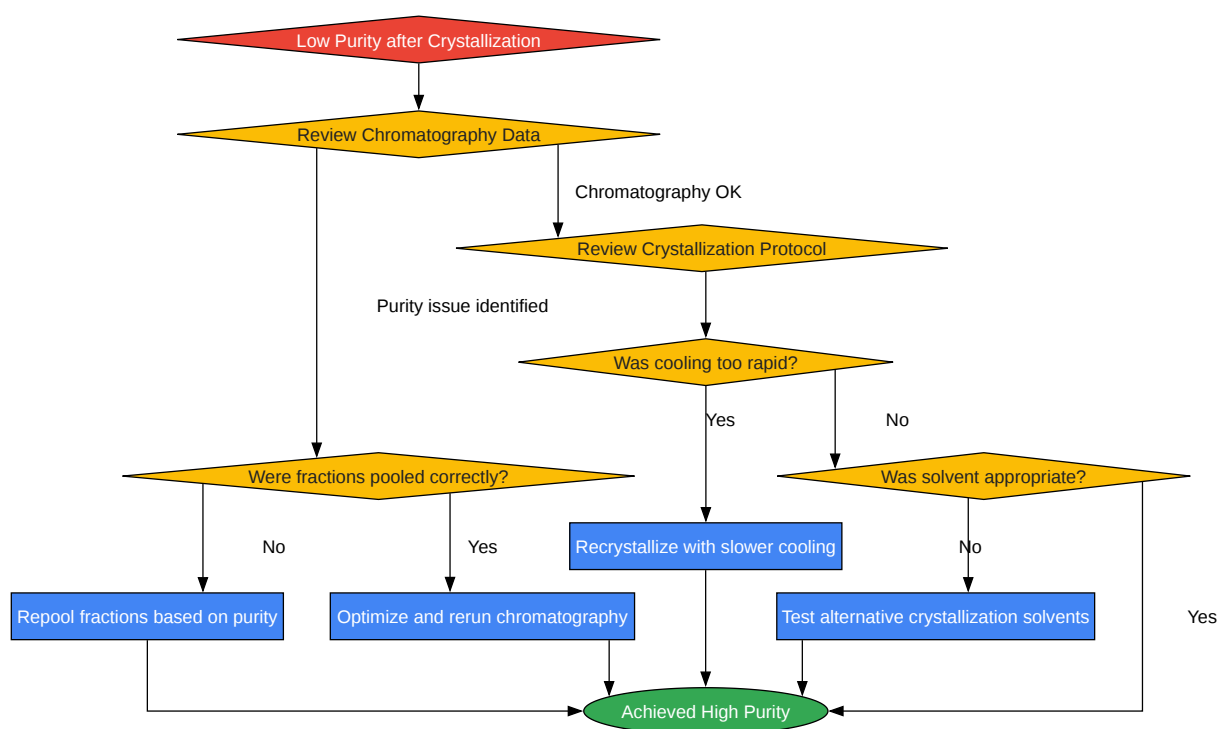 Low Purity after Crystallization
Review Chromatography Data
Chromatography OK
Review Crystallization Protocol
Purity issue identified
Was cooling too rapid?
Yes
No
Were fractions pooled correctly?
Was solvent appropriate?
No
Yes
Recrystallize with slower cooling
No
Repool fractions based on purity
Optimize and rerun chromatography
Test alternative crystallization solvents
Yes
Achieved High Purity